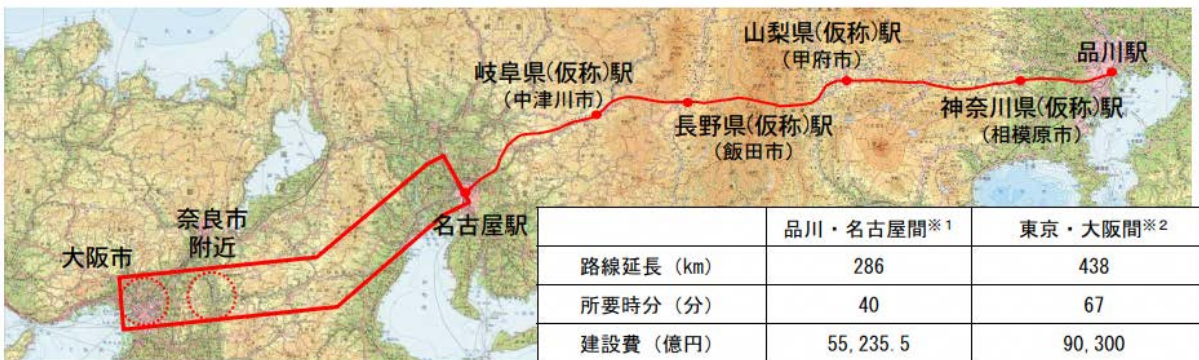 山梨県(仮称)駅
(甲府市)
品川駅
岐阜県(仮称)駅
(中津川市)
長野県(仮称)駅
(飯田市)
神奈川県(仮称)駅
(相模原市)
名古屋駅
奈良市
附近
大阪市
品川・名古屋間※1 東京・大阪間※2
路線延長（km） 286 438
所要時分（分） 40 67
建設費（億円） 55,235.5 90,300